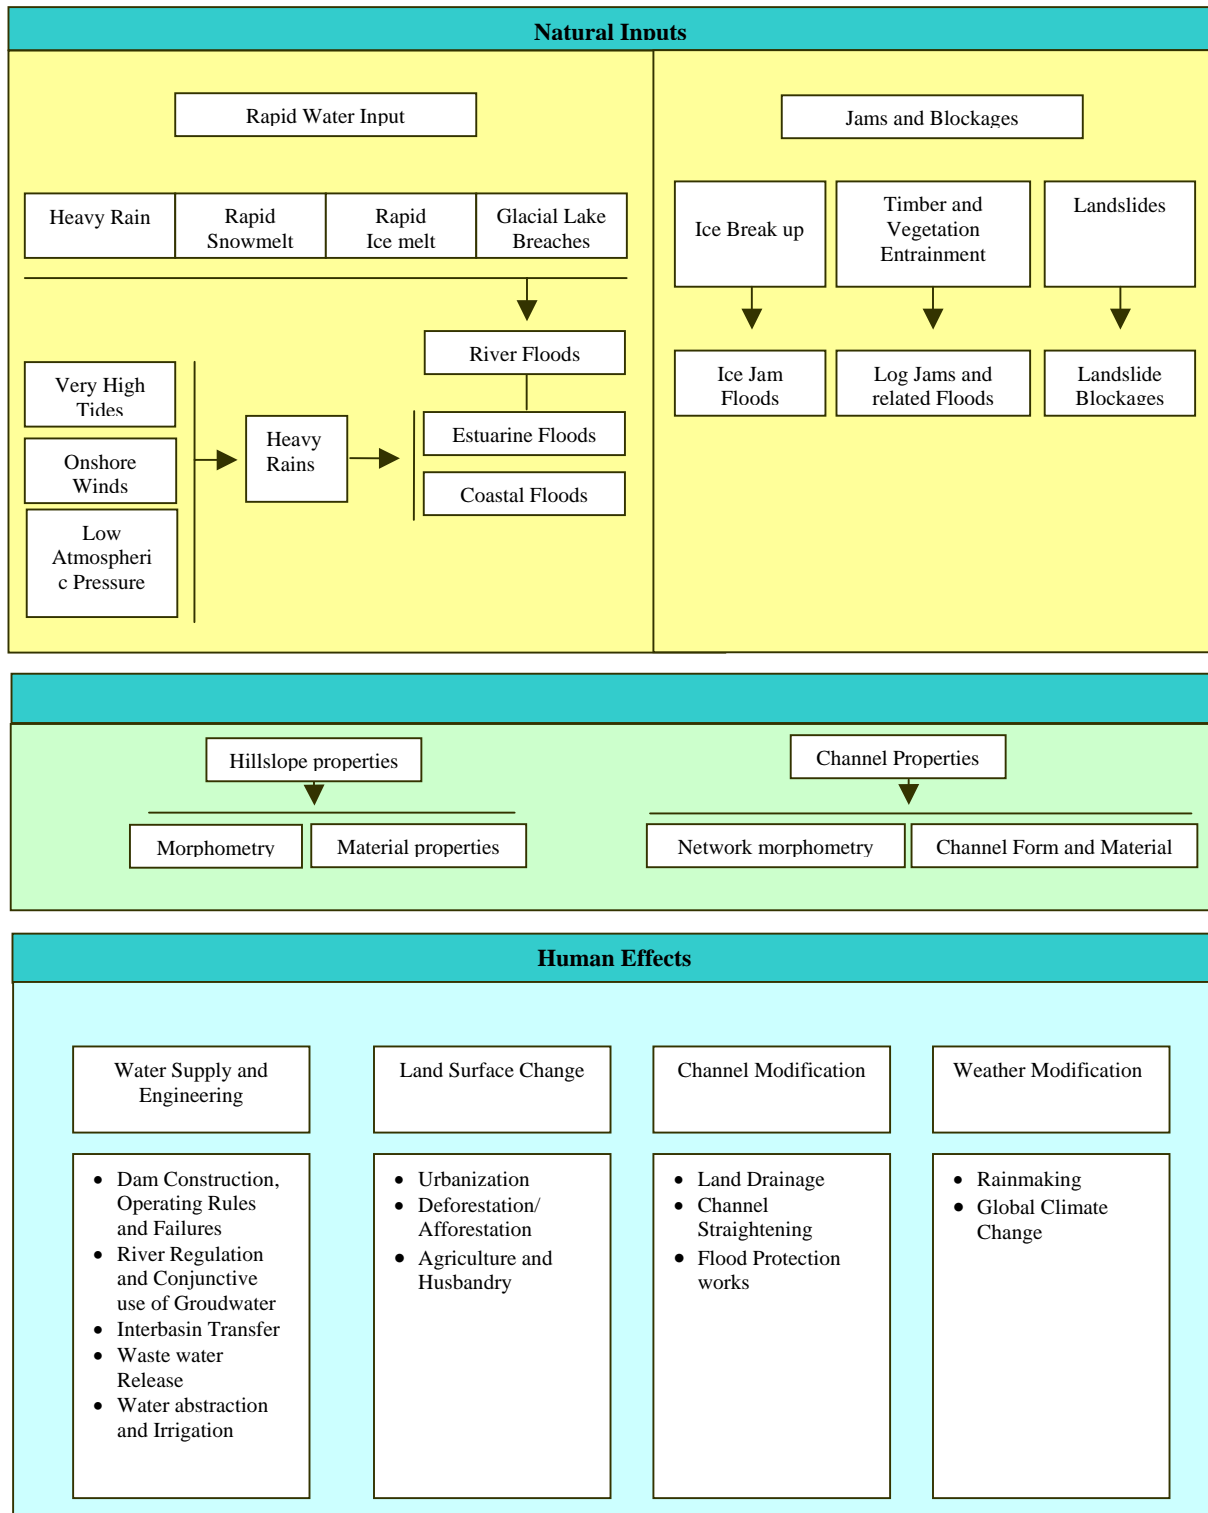 Natural Inputs
Rapid Water Input
Jams and Blockages
Heavy Rain
Rapid
Snowmelt
Rapid
Ice melt
Glacial Lake
Breaches
Ice Break up
Timber and
Vegetation
Entrainment
Landslides
River Floods
Very High
Tides
Onshore
Winds
Low
Atmospheri
c Pressure
Heavy
Rains
Estuarine Floods
Coastal Floods
Ice Jam
Floods
Log Jams and
related Floods
Landslide
Blockages
Hillslope properties
Channel Properties
Morphometry
Material properties
Network morphometry
Channel Form and Material
Human Effects
Water Supply and
Engineering
Land Surface Change
Channel Modification
Weather Modification
• Dam Construction,
Operating Rules
and Failures
• River Regulation
and Conjunctive
use of Groudwater
• Interbasin Transfer
• Waste water
Release
• Water abstraction
and Irrigation
• Urbanization
• Deforestation/
Afforestation
• Agriculture and
Husbandry
• Land Drainage
• Channel
Straightening
• Flood Protection
works
• Rainmaking
• Global Climate
Change